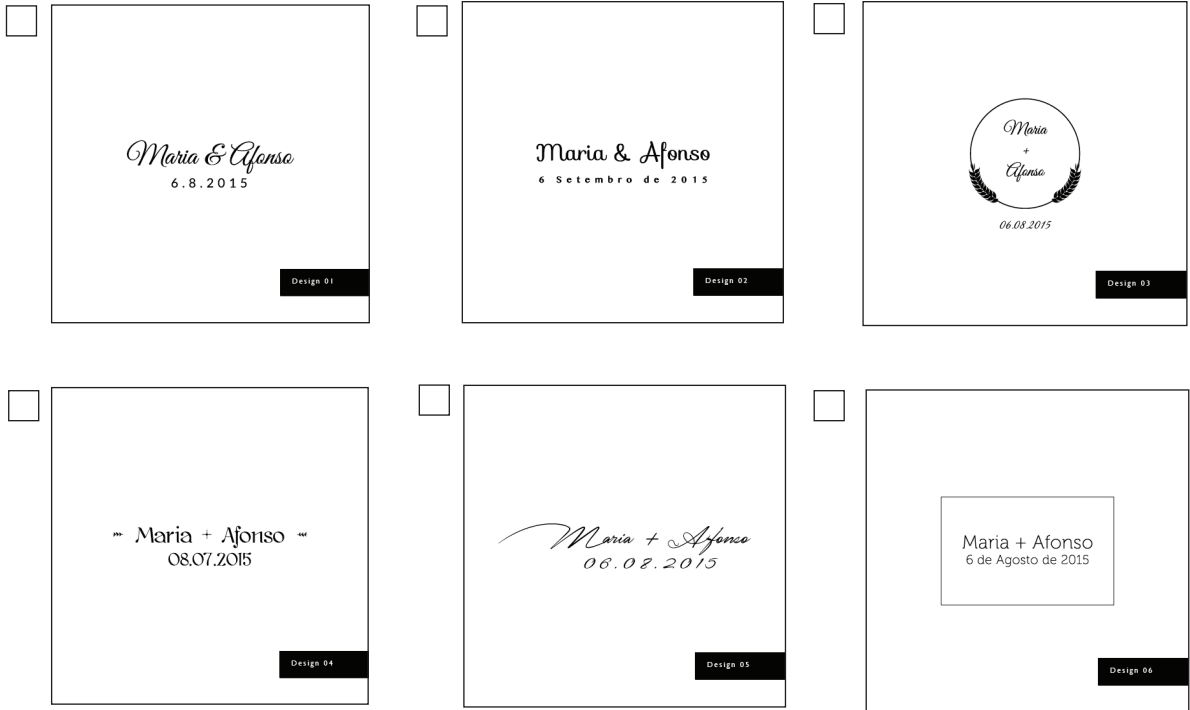 Maria & Afonso
6.8.2015
Design 01
Maria & Afonso
6 Setembro de 2015
Design 02
Maria
+
Afonso
06.08.2015
Design 03
Maria + Afonso
08.07.2015
Design 04
Maria + Afonso
06.08.2015
Design 05
Maria + Afonso
6 de Agosto de 2015
Design 06